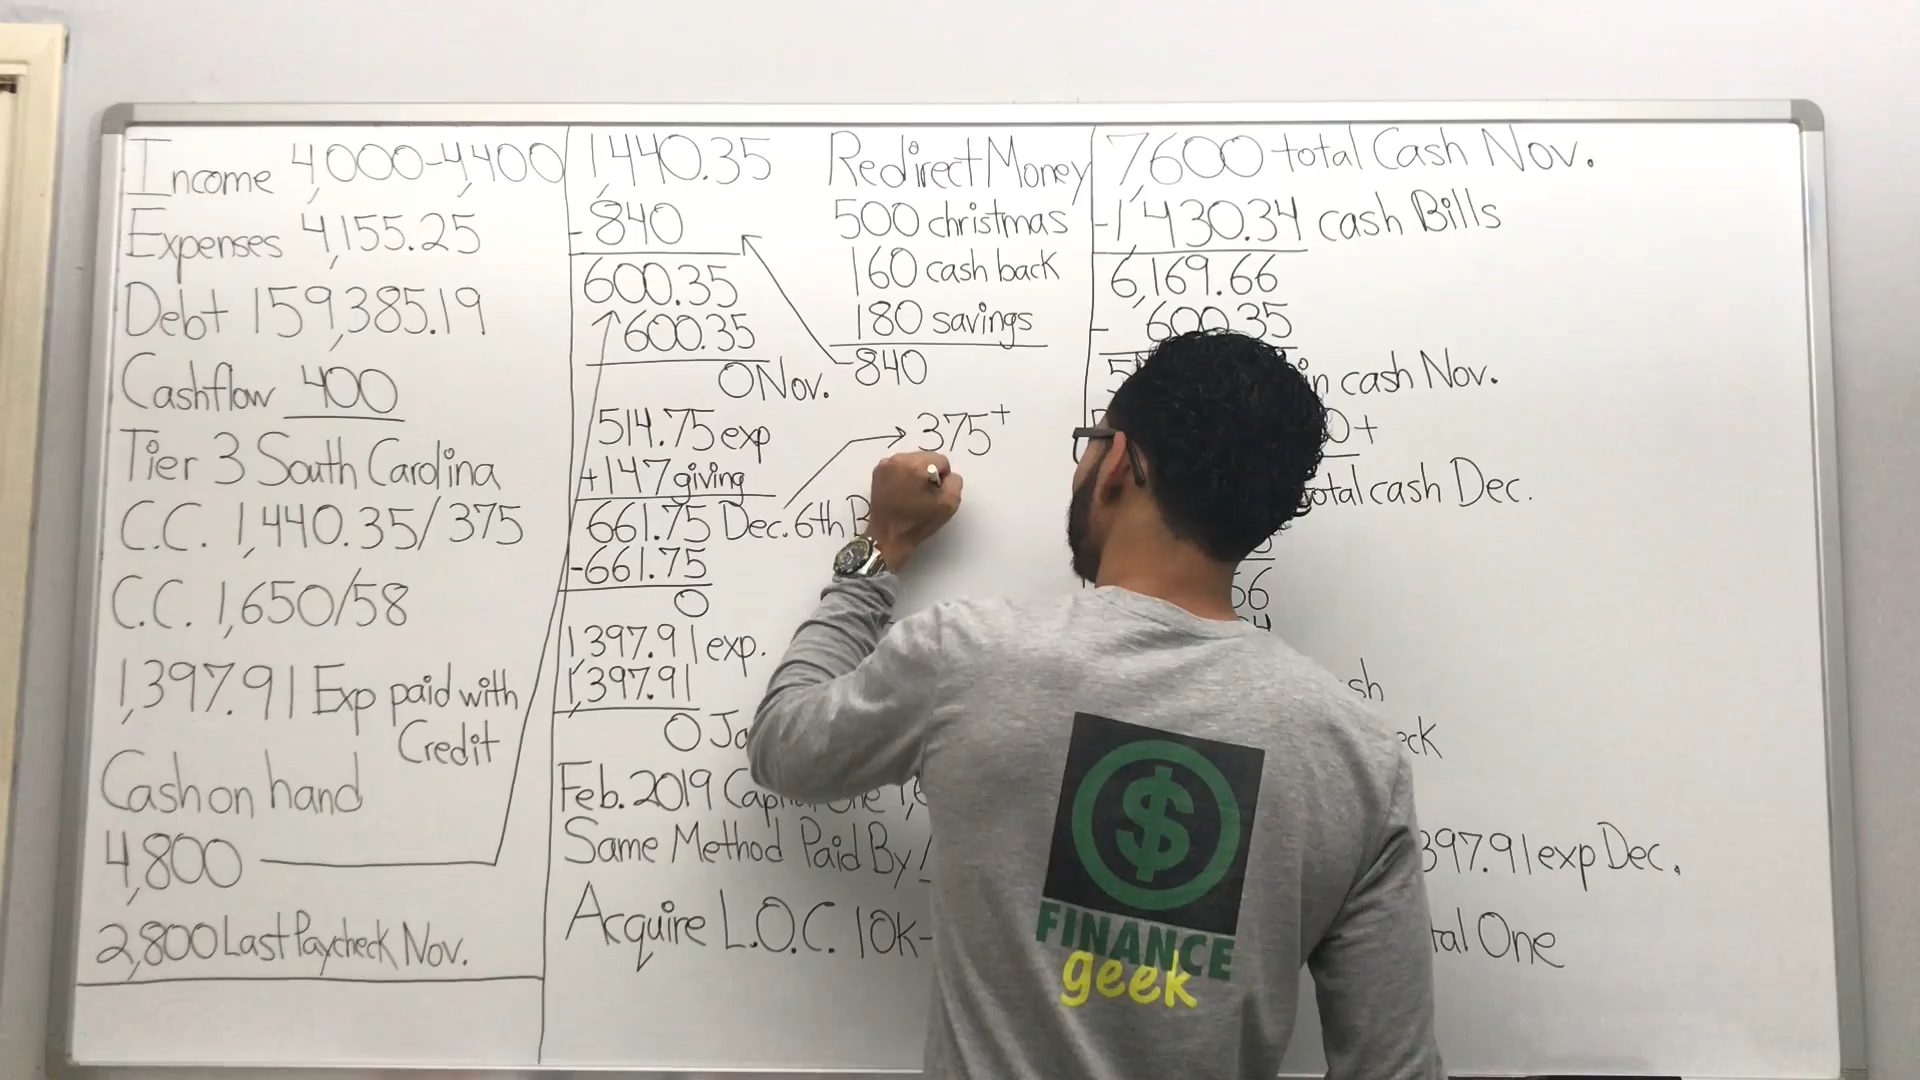 Income 4,000-4,400
Expenses 4,155.25
Debt 159,385.19
Cashflow 400
Tier 3 South Carolina
C.C. 1,440.35/375
C.C. 1,650/58
1,397.91 Exp paid with
Credit
Cash on hand
4,800
2,800 Last Paycheck Nov.
1,440.35
-840
600.35
600.35
0 Nov.
514.75 exp
+147 giving
661.75 Dec. 6th
-661.75
0
1397.91 exp.
1,397.91
0
Feb. 2019 Capital One
Same Method Paid By
Acquire L.O.C. 10K-
Redirect Money
500 christmas
160 cash back
180 savings
-840
375+
7600 total Cash Nov.
-1,430.34 cash Bills
6,169.66
- 600.35
in cash Nov.
0+
total cash Dec.
66
397.91 exp Dec.
One
FINANCE
geek